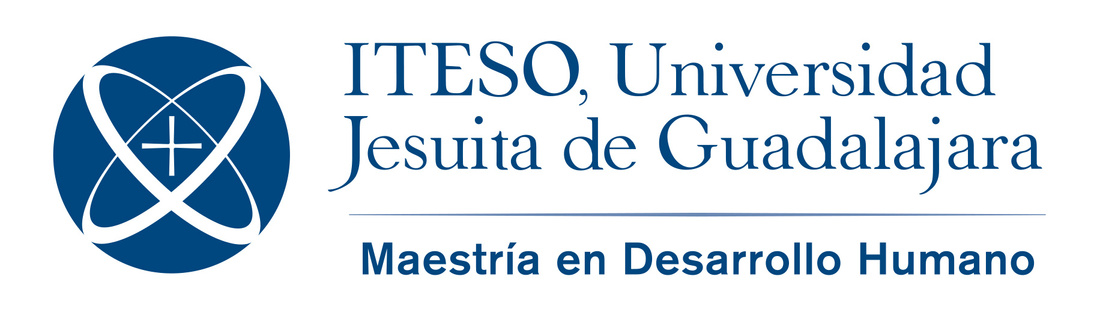 ITESO, Universidad
Jesuita de Guadalajara
Maestría en Desarrollo Humano